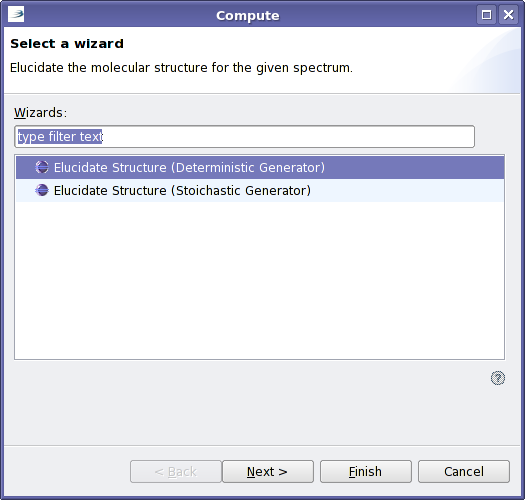 Compute
Select a wizard
Elucidate the molecular structure for the given spectrum.
Wizards:
type filter text
Elucidate Structure (Deterministic Generator)
Elucidate Structure (Stoichastic Generator)
?
< Back Next > Finish Cancel